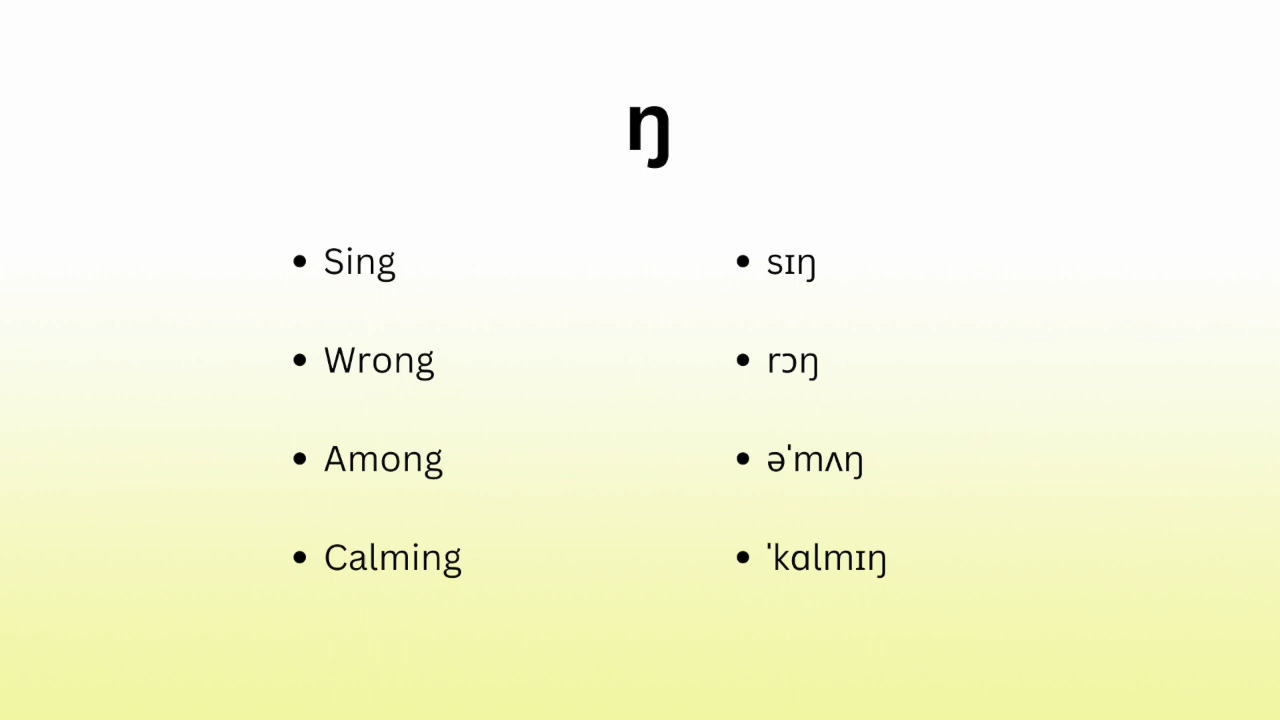 ŋ
• Sing
• sɪŋ
• Wrong
• rɔŋ
• Among
• əˈmʌŋ
• Calming
• ˈkɑlmɪŋ